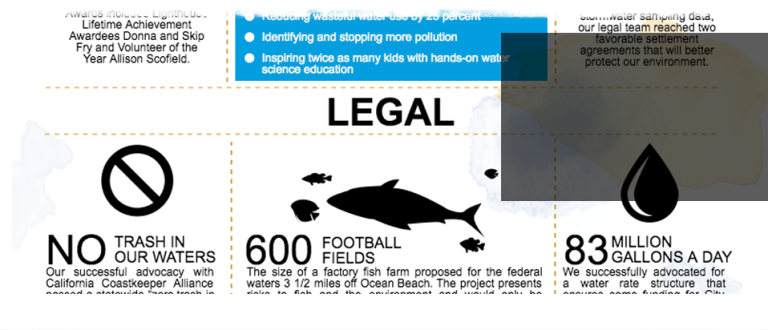 Awards included Lighthouse
Lifetime Achievement
Awardees Donna and Skip
Fry and Volunteer of the
Year Allison Scofield.
Reducing wasteful water use by 25 percent
Identifying and stopping more pollution
Inspiring twice as many kids with hands-on water
science education
stormwater sampling data,
our legal team reached two
favorable settlement
agreements that will better
protect our environment.
LEGAL
NO TRASH IN
OUR WATERS
Our successful advocacy with
California Coastkeeper Alliance
passed a statewide "zero trash in
600 FOOTBALL
FIELDS
The size of a factory fish farm proposed for the federal
waters 3 1/2 miles off Ocean Beach. The project presents
risks to fish and the environment and would only be
83 MILLION
GALLONS A DAY
We successfully advocated for
a water rate structure that
ensures some funding for City